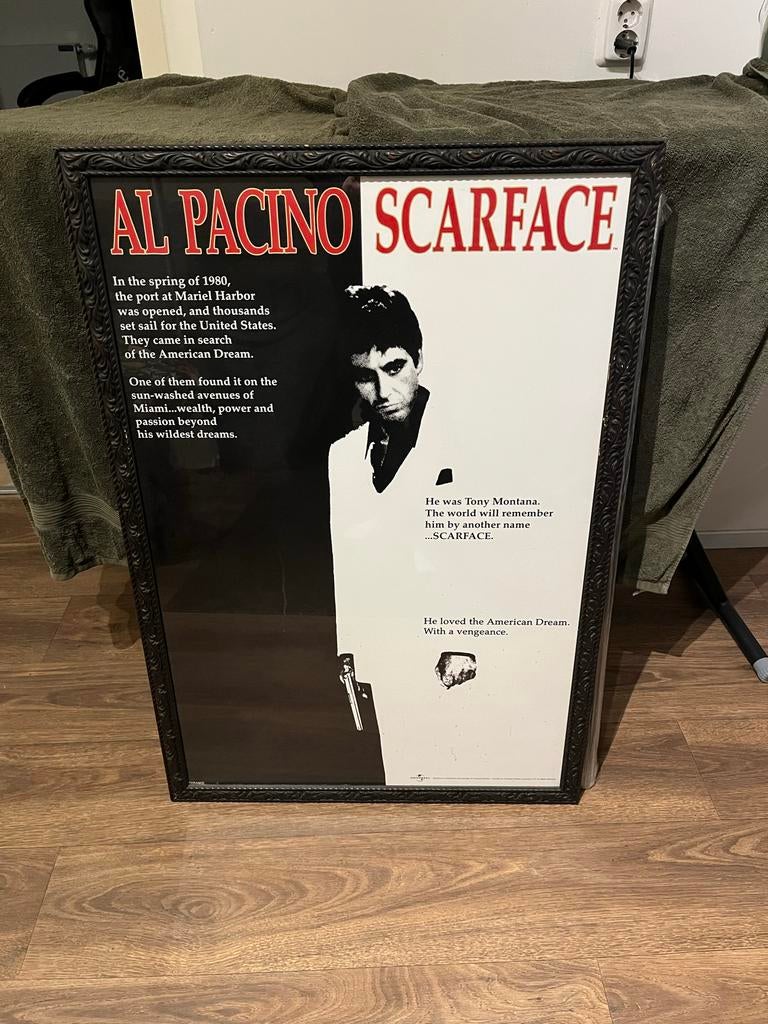 AL PACINO SCARFACE
In the spring of 1980,
the port at Mariel Harbor
was opened, and thousands
set sail for the United States.
They came in search
of the American Dream.
One of them found it on the
sun-washed avenues of
Miami...wealth, power and
passion beyond
his wildest dreams.
He was Tony Montana.
The world will remember
him by another name
...SCARFACE.
He loved the American Dream.
With a vengeance.